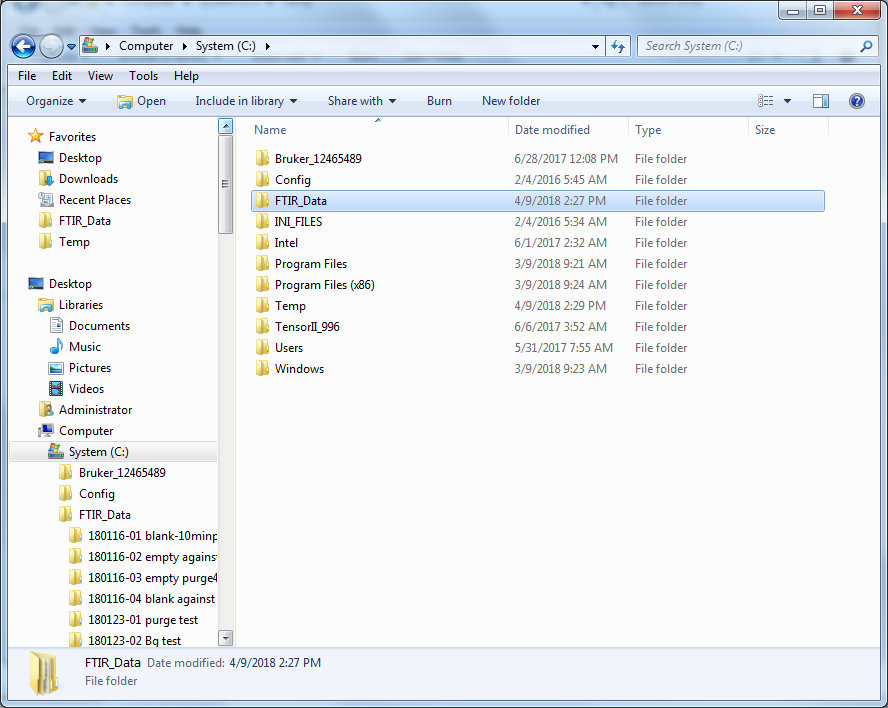 Computer System (C:)
Search System (C:)
File Edit View Tools Help
Organize Open Include in library Share with Burn New folder
Favorites
Desktop
Downloads
Recent Places
FTIR_Data
Temp
Desktop
Libraries
Documents
Music
Pictures
Videos
Administrator
Computer
System (C:)
Bruker_12465489
Config
FTIR_Data
180116-01 blank-10minp
180116-02 empty agains
180116-03 empty purge4
180116-04 blank against
180123-01 purge test
180123-02 Bg test
Name Date modified Type Size
Bruker_12465489 6/28/2017 12:08 PM File folder
Config 2/4/2016 5:45 AM File folder
FTIR_Data 4/9/2018 2:27 PM File folder
INI_FILES 2/4/2016 5:34 AM File folder
Intel 6/1/2017 2:32 AM File folder
Program Files 3/9/2018 9:21 AM File folder
Program Files (x86) 3/9/2018 9:24 AM File folder
Temp 4/9/2018 2:29 PM File folder
TensorII_996 6/6/2017 3:52 AM File folder
Users 5/31/2017 7:55 AM File folder
Windows 3/9/2018 9:23 AM File folder
FTIR_Data Date modified: 4/9/2018 2:27 PM
File folder